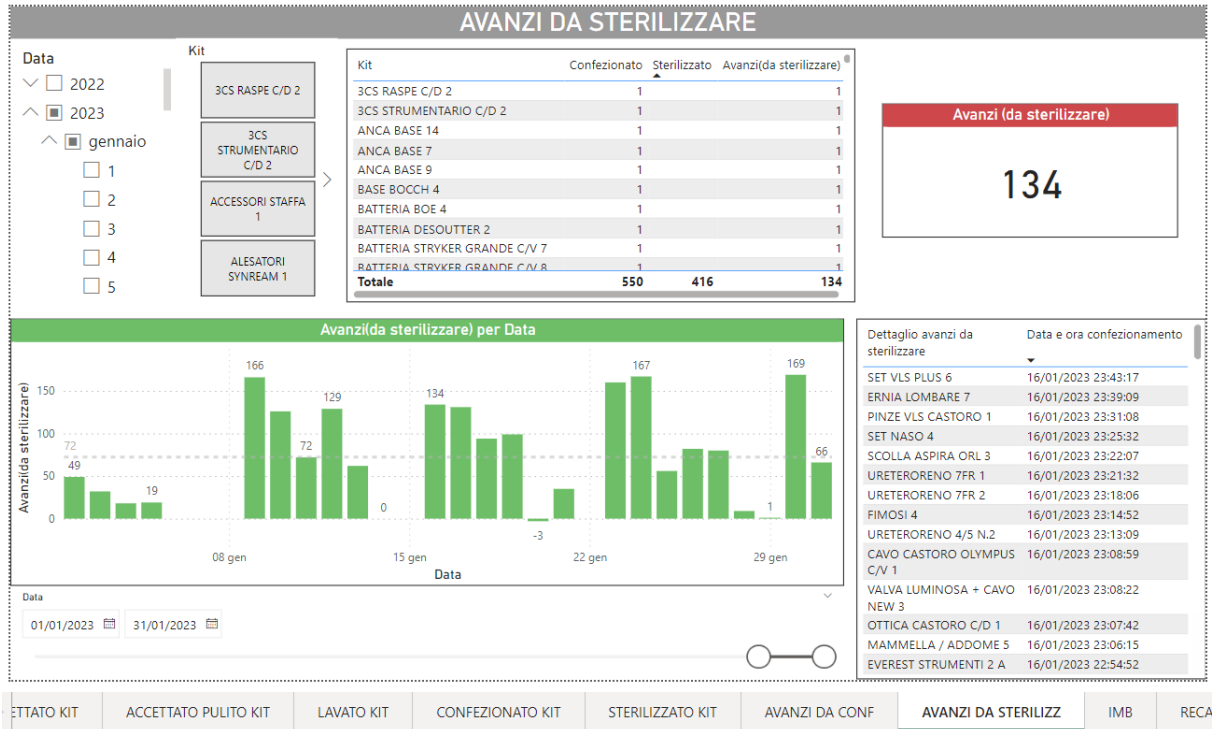 AVANZI DA STERILIZZARE
Data
2022
2023
gennaio
1
2
3
4
5
Kit
3CS RASPE C/D 2
3CS
STRUMENTARIO
C/D 2
ACCESSORI STAFFA
1
ALESATORI
SYNREAM 1
Kit Confezionato Sterilizzato Avanzi(da sterilizzare)
3CS RASPE C/D 2 1 1
3CS STRUMENTARIO C/D 2 1 1
ANCA BASE 14 1 1
ANCA BASE 7 1 1
ANCA BASE 9 1 1
BASE BOCCH 4 1 1
BATTERIA BOE 4 1 1
BATTERIA DESOUTTER 2 1 1
BATTERIA STRYKER GRANDE C/V 7 1 1
BATTERIA STRYKER GRANDE C/V 8 1 1
Totale 550 416 134
Avanzi (da sterilizzare)
134
Avanzi(da sterilizzare) per Data
Avanzi(da sterilizzare)
150
100
50
0
72
49
19
166
72
129
0
134
-3
167
1
169
66
08 gen
15 gen
22 gen
29 gen
Data
Data
01/01/2023 31/01/2023
Dettaglio avanzi da
sterilizzare
Data e ora confezionamento
SET VLS PLUS 6 16/01/2023 23:43:17
ERNIA LOMBARE 7 16/01/2023 23:39:09
PINZE VLS CASTORO 1 16/01/2023 23:31:08
SET NASO 4 16/01/2023 23:25:32
SCOLLA ASPIRA ORL 3 16/01/2023 23:22:07
URETERORENO 7FR 1 16/01/2023 23:21:32
URETERORENO 7FR 2 16/01/2023 23:18:06
FIMOSI 4 16/01/2023 23:14:52
URETERORENO 4/5 N.2 16/01/2023 23:13:09
CAVO CASTORO OLYMPUS 16/01/2023 23:08:59
C/V 1
VALVA LUMINOSA + CAVO 16/01/2023 23:08:22
NEW 3
OTTICA CASTORO C/D 1 16/01/2023 23:07:42
MAMMELLA / ADDOME 5 16/01/2023 23:06:15
EVEREST STRUMENTI 2 A 16/01/2023 22:54:52
ETTATO KIT ACCETTATO PULITO KIT LAVATO KIT CONFEZIONATO KIT STERILIZZATO KIT AVANZI DA CONF AVANZI DA STERILIZZ IMB RECA